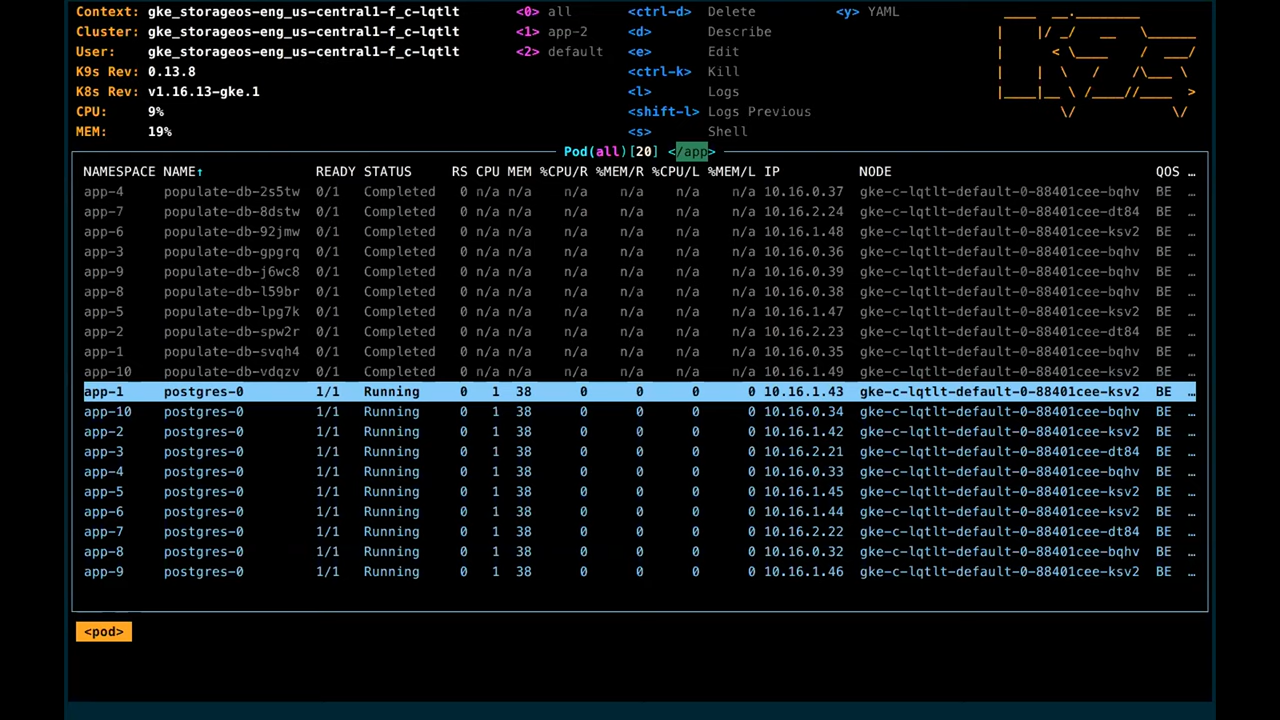 Context: gke_storageos-eng_us-central1-f_c-lqtlt <0> all <ctrl-d> Delete <y> YAML
Cluster: gke_storageos-eng_us-central1-f_c-lqtlt <1> app-2 <d> Describe
User: gke_storageos-eng_us-central1-f_c-lqtlt <2> default <e> Edit
K9s Rev: 0.13.8 <ctrl-k> Kill
K8s Rev: v1.16.13-gke.1 <l> Logs
CPU: 9% <shift-l> Logs Previous
MEM: 19% <s> Shell
Pod(all)[20] </app>
NAMESPACE NAME↑ READY STATUS RS CPU MEM %CPU/R %MEM/R %CPU/L %MEM/L IP NODE QOS …
app-4 populate-db-2s5tw 0/1 Completed 0 n/a n/a n/a n/a n/a n/a 10.16.0.37 gke-c-lqtlt-default-0-88401cee-bqhv BE …
app-7 populate-db-8dstw 0/1 Completed 0 n/a n/a n/a n/a n/a n/a 10.16.2.24 gke-c-lqtlt-default-0-88401cee-dt84 BE …
app-6 populate-db-92jmw 0/1 Completed 0 n/a n/a n/a n/a n/a n/a 10.16.1.48 gke-c-lqtlt-default-0-88401cee-ksv2 BE …
app-3 populate-db-gpgrq 0/1 Completed 0 n/a n/a n/a n/a n/a n/a 10.16.0.36 gke-c-lqtlt-default-0-88401cee-bqhv BE …
app-9 populate-db-j6wc8 0/1 Completed 0 n/a n/a n/a n/a n/a n/a 10.16.0.39 gke-c-lqtlt-default-0-88401cee-bqhv BE …
app-8 populate-db-l59br 0/1 Completed 0 n/a n/a n/a n/a n/a n/a 10.16.0.38 gke-c-lqtlt-default-0-88401cee-bqhv BE …
app-5 populate-db-lpg7k 0/1 Completed 0 n/a n/a n/a n/a n/a n/a 10.16.1.47 gke-c-lqtlt-default-0-88401cee-ksv2 BE …
app-2 populate-db-spw2r 0/1 Completed 0 n/a n/a n/a n/a n/a n/a 10.16.2.23 gke-c-lqtlt-default-0-88401cee-dt84 BE …
app-1 populate-db-svqh4 0/1 Completed 0 n/a n/a n/a n/a n/a n/a 10.16.0.35 gke-c-lqtlt-default-0-88401cee-bqhv BE …
app-10 populate-db-vdqzv 0/1 Completed 0 n/a n/a n/a n/a n/a n/a 10.16.1.49 gke-c-lqtlt-default-0-88401cee-ksv2 BE …
app-1 postgres-0 1/1 Running 0 1 38 0 0 0 0 10.16.1.43 gke-c-lqtlt-default-0-88401cee-ksv2 BE …
app-10 postgres-0 1/1 Running 0 1 38 0 0 0 0 10.16.0.34 gke-c-lqtlt-default-0-88401cee-bqhv BE …
app-2 postgres-0 1/1 Running 0 1 38 0 0 0 0 10.16.1.42 gke-c-lqtlt-default-0-88401cee-ksv2 BE …
app-3 postgres-0 1/1 Running 0 1 38 0 0 0 0 10.16.2.21 gke-c-lqtlt-default-0-88401cee-dt84 BE …
app-4 postgres-0 1/1 Running 0 1 38 0 0 0 0 10.16.0.33 gke-c-lqtlt-default-0-88401cee-bqhv BE …
app-5 postgres-0 1/1 Running 0 1 38 0 0 0 0 10.16.1.45 gke-c-lqtlt-default-0-88401cee-ksv2 BE …
app-6 postgres-0 1/1 Running 0 1 38 0 0 0 0 10.16.1.44 gke-c-lqtlt-default-0-88401cee-ksv2 BE …
app-7 postgres-0 1/1 Running 0 1 38 0 0 0 0 10.16.2.22 gke-c-lqtlt-default-0-88401cee-dt84 BE …
app-8 postgres-0 1/1 Running 0 1 38 0 0 0 0 10.16.0.32 gke-c-lqtlt-default-0-88401cee-bqhv BE …
app-9 postgres-0 1/1 Running 0 1 38 0 0 0 0 10.16.1.46 gke-c-lqtlt-default-0-88401cee-ksv2 BE …
<pod>